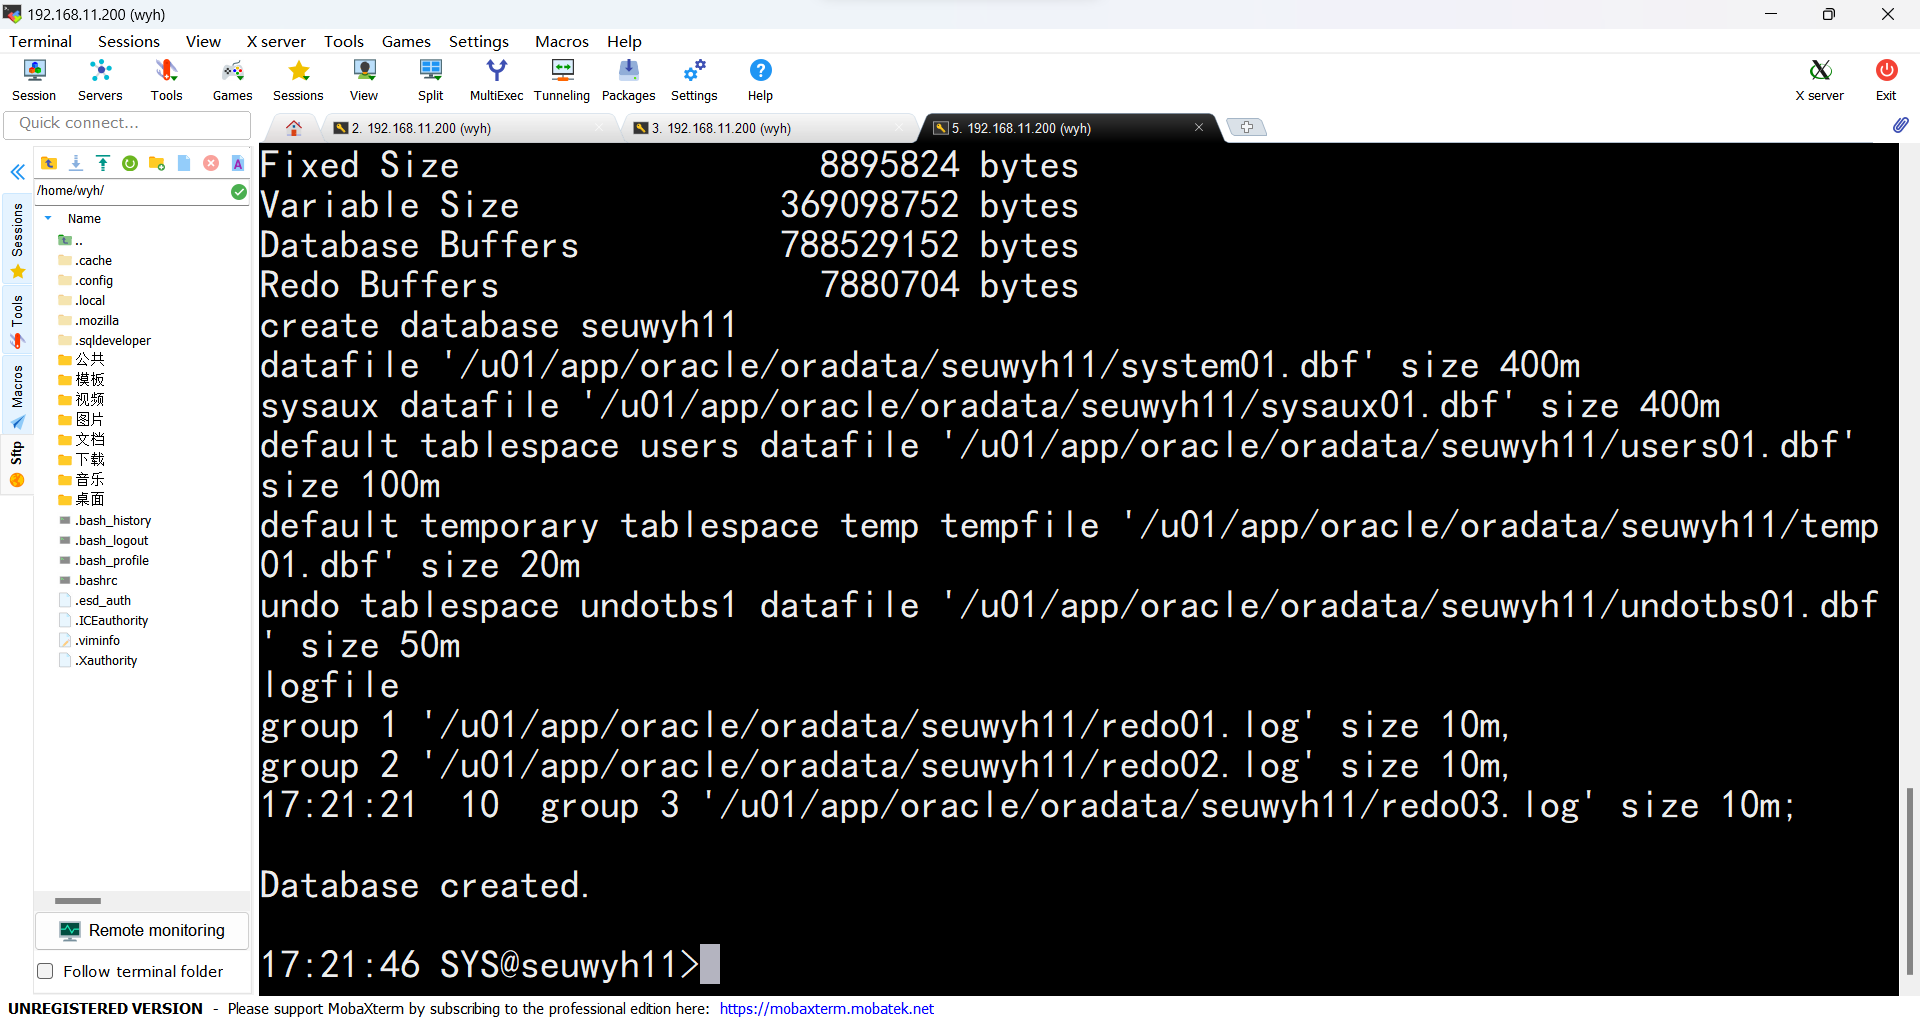 192.168.11.200 (wyh)
Terminal Sessions View X server Tools Games Settings Macros Help
Session Servers Tools Games Sessions View Split MultiExec Tunneling Packages Settings Help X server Exit
Quick connect...
2. 192.168.11.200 (wyh)
3. 192.168.11.200 (wyh)
5. 192.168.11.200 (wyh)
Sessions
Tools
Macros
Sftp
/home/wyh/
Name
..
.cache
.config
.local
.mozilla
.sqldeveloper
公共
模板
视频
图片
文档
下载
音乐
桌面
.bash_history
.bash_logout
.bash_profile
.bashrc
.esd_auth
.ICEauthority
.viminfo
.Xauthority
Remote monitoring
Follow terminal folder
Fixed Size                  8895824 bytes
Variable Size             369098752 bytes
Database Buffers          788529152 bytes
Redo Buffers                7880704 bytes
create database seuwyh11
datafile '/u01/app/oracle/oradata/seuwyh11/system01.dbf' size 400m
sysaux datafile '/u01/app/oracle/oradata/seuwyh11/sysaux01.dbf' size 400m
default tablespace users datafile '/u01/app/oracle/oradata/seuwyh11/users01.dbf'
size 100m
default temporary tablespace temp tempfile '/u01/app/oracle/oradata/seuwyh11/temp
01.dbf' size 20m
undo tablespace undotbs1 datafile '/u01/app/oracle/oradata/seuwyh11/undotbs01.dbf
' size 50m
logfile
group 1 '/u01/app/oracle/oradata/seuwyh11/redo01.log' size 10m,
group 2 '/u01/app/oracle/oradata/seuwyh11/redo02.log' size 10m,
17:21:21  10  group 3 '/u01/app/oracle/oradata/seuwyh11/redo03.log' size 10m;
Database created.
17:21:46 SYS@seuwyh11>
UNREGISTERED VERSION - Please support MobaXterm by subscribing to the professional edition here: https://mobaxterm.mobatek.net